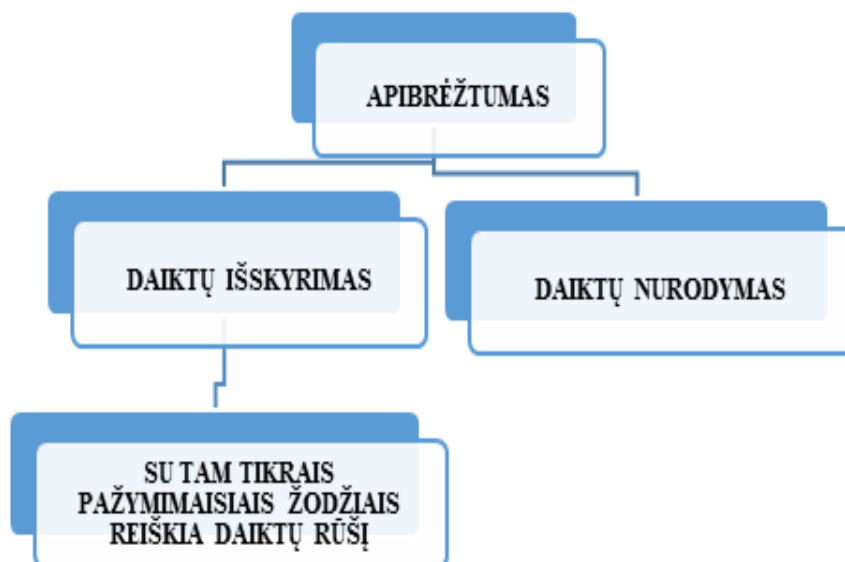 APIBRĖŽTUMAS
DAIKTŲ IŠSKYRIMAS
DAIKTŲ NURODYMAS
SU TAM TIKRAIS
PAŽYMIMAISIAIS ŽODŽIAIS
REIŠKIA DAIKTŲ RŪŠĮ